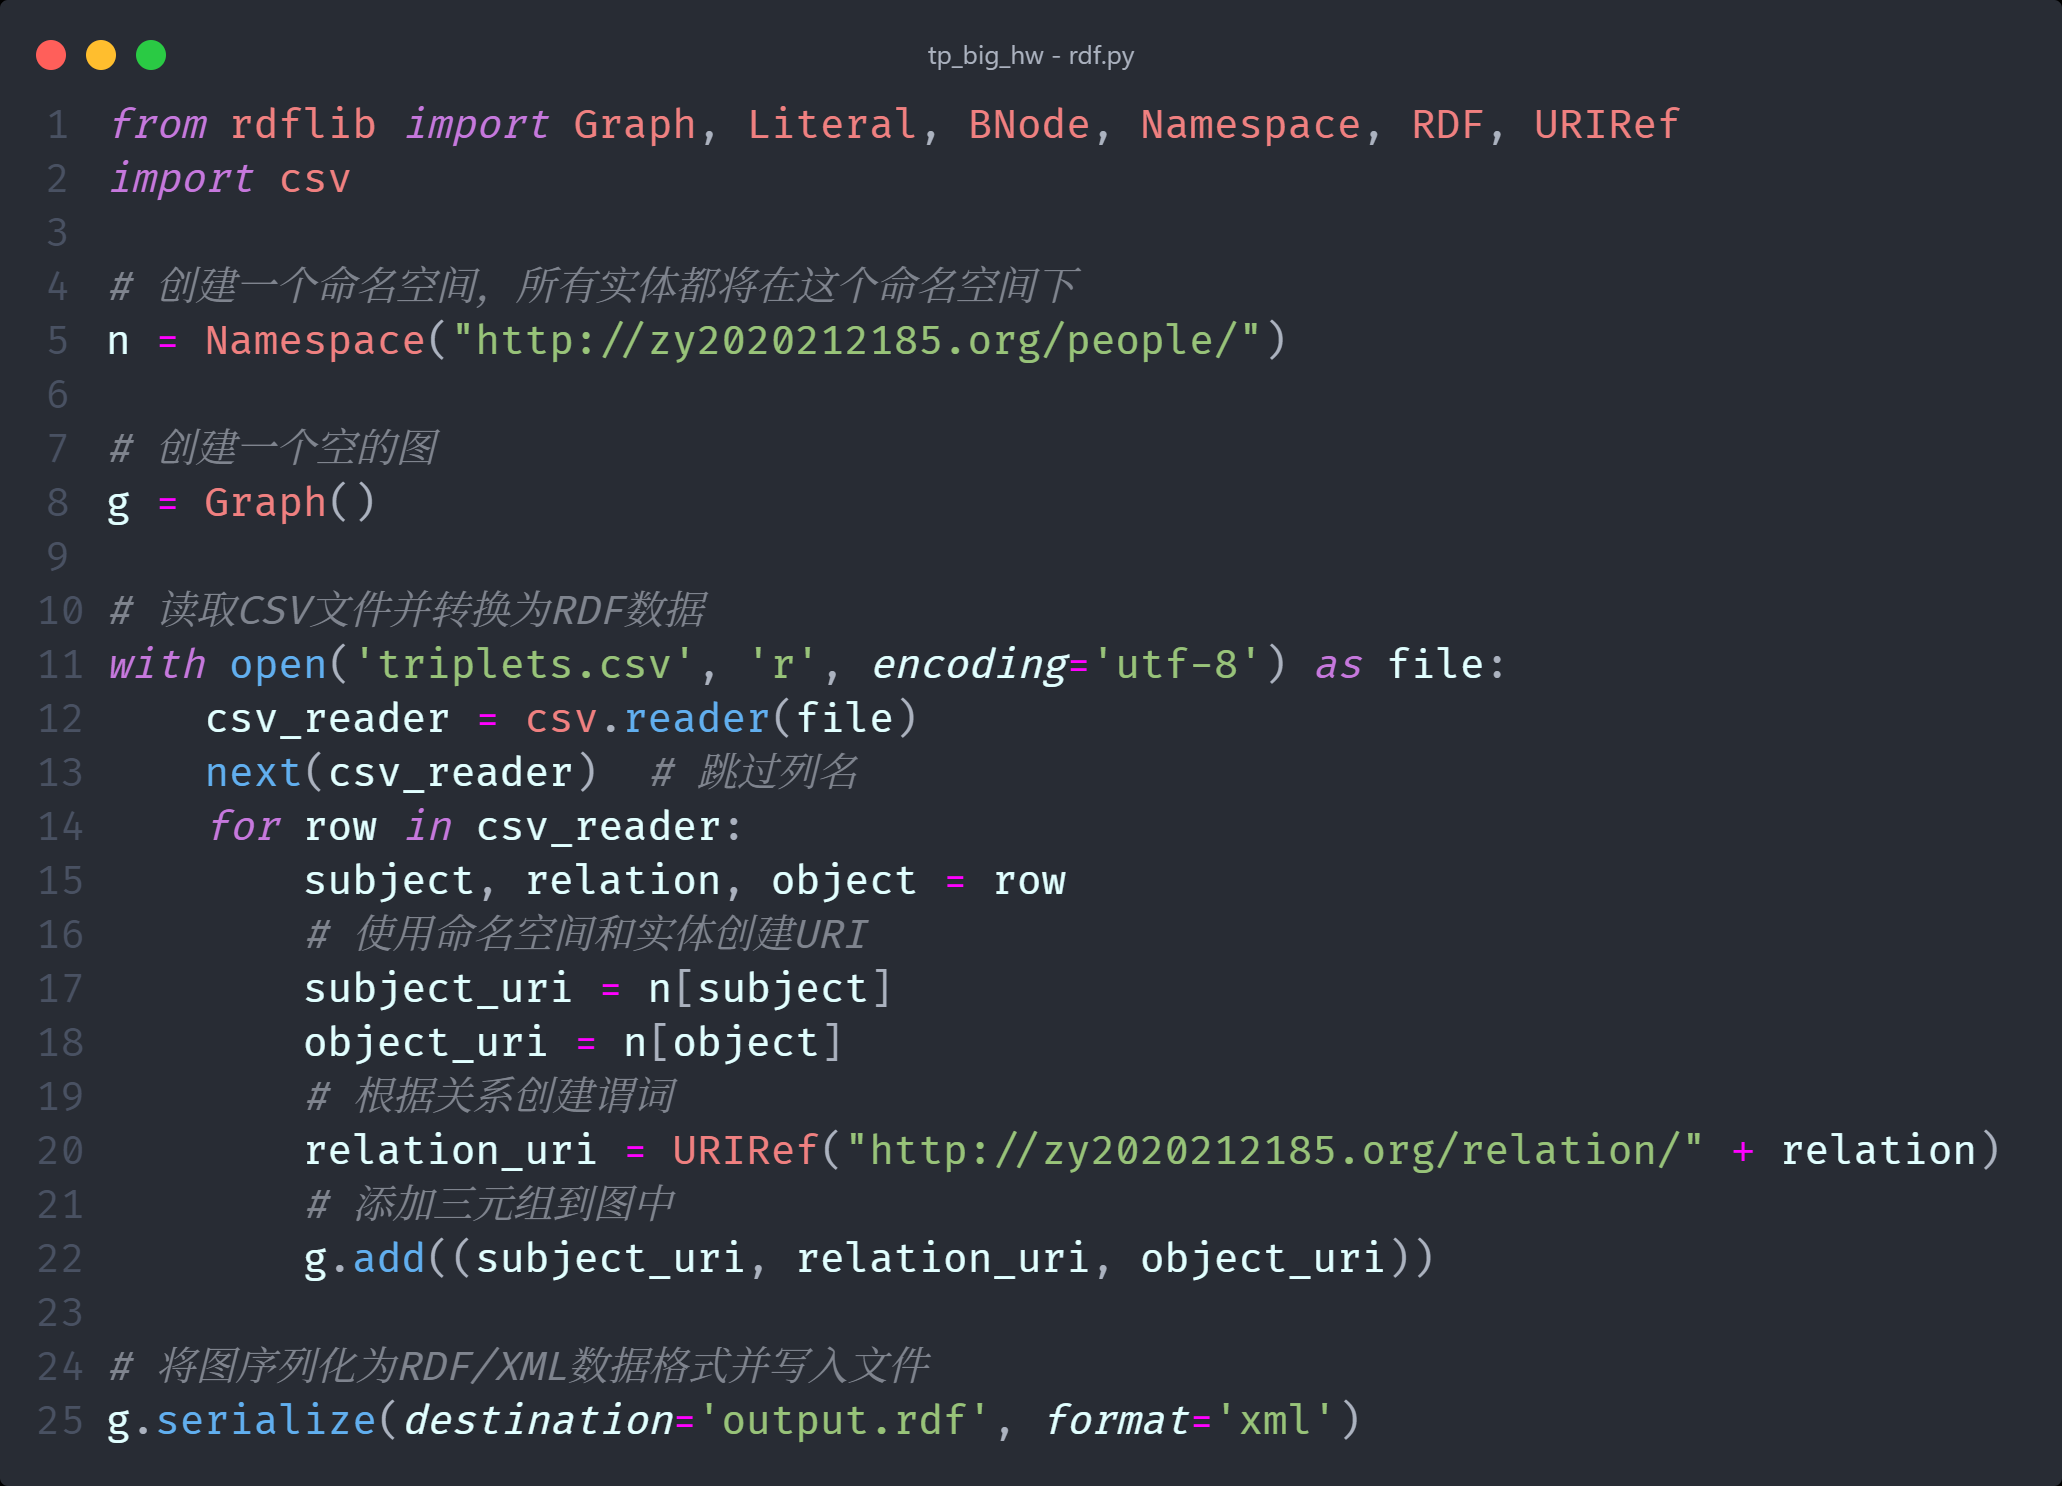 tp_big_hw - rdf.py
1 from rdflib import Graph, Literal, BNode, Namespace, RDF, URIRef
2 import csv
3
4 # 创建一个命名空间，所有实体都将在这个命名空间下
5 n = Namespace("http://zy2020212185.org/people/")
6
7 # 创建一个空的图
8 g = Graph()
9
10 # 读取CSV文件并转换为RDF数据
11 with open('triplets.csv', 'r', encoding='utf-8') as file:
12     csv_reader = csv.reader(file)
13     next(csv_reader)  # 跳过列名
14     for row in csv_reader:
15         subject, relation, object = row
16         # 使用命名空间和实体创建URI
17         subject_uri = n[subject]
18         object_uri = n[object]
19         # 根据关系创建谓词
20         relation_uri = URIRef("http://zy2020212185.org/relation/" + relation)
21         # 添加三元组到图中
22         g.add((subject_uri, relation_uri, object_uri))
23
24 # 将图序列化为RDF/XML数据格式并写入文件
25 g.serialize(destination='output.rdf', format='xml')